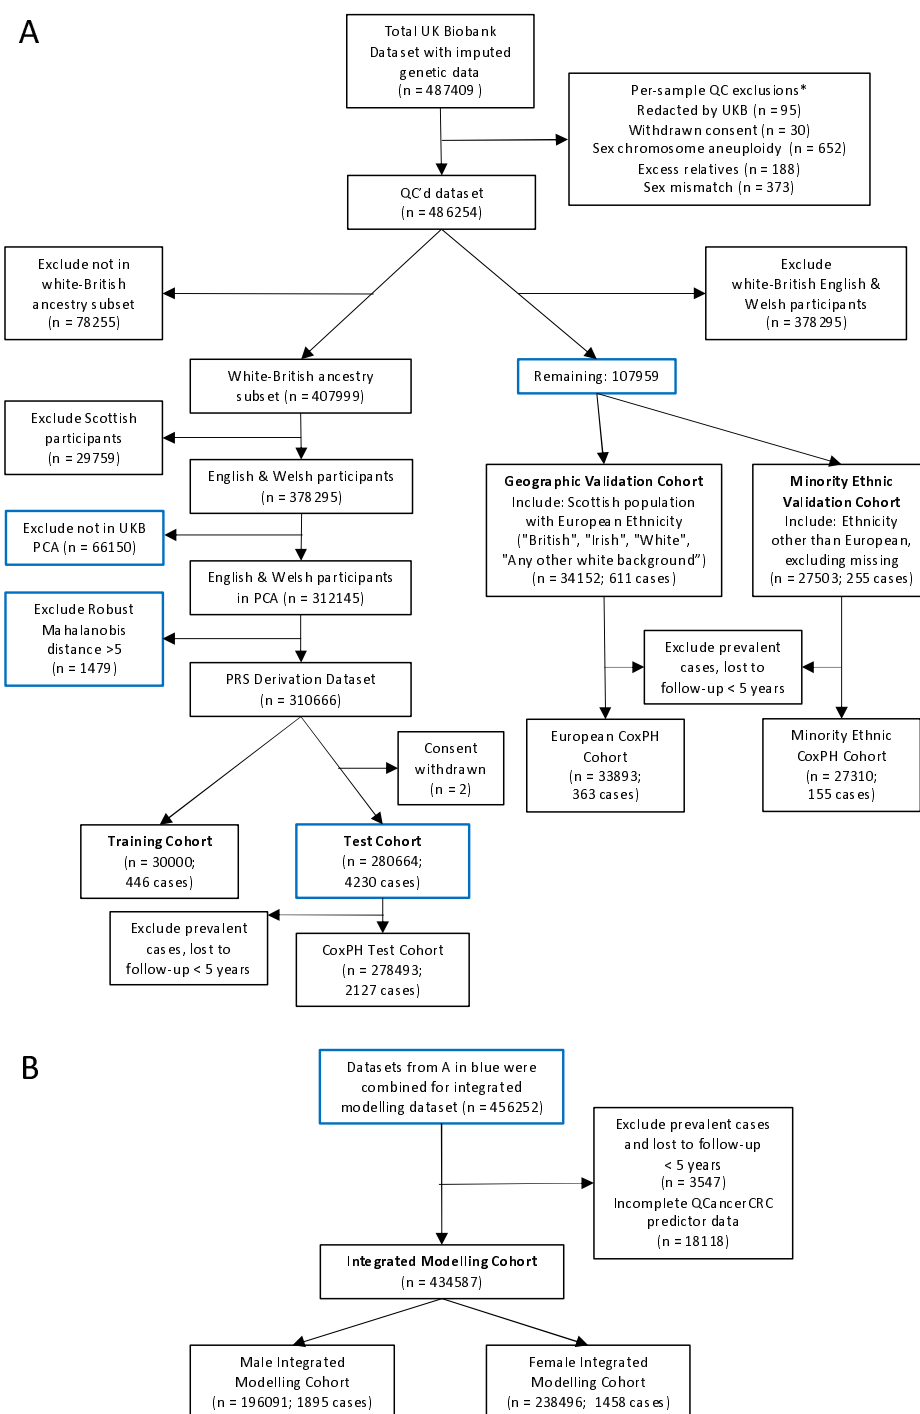 A
Total UK Biobank
Dataset with imputed
genetic data
(n = 487409 )
Per-sample QC exclusions*
Redacted by UKB (n = 95)
Withdrawn consent (n = 30)
Sex chromosome aneuploidy (n = 652)
Excess relatives (n = 188)
Sex mismatch (n = 373)
QC'd dataset
(n = 486254)
Exclude not in
white-British
ancestry subset
(n = 78255)
Exclude
white-British English &
Welsh participants
(n = 378295)
White-British ancestry
subset (n = 407999)
Remaining: 107959
Exclude Scottish
participants
(n = 29759)
English & Welsh participants
(n = 378295)
Geographic Validation Cohort
Include: Scottish population
with European Ethnicity
("British", "Irish", "White",
"Any other white background”)
(n = 34152; 611 cases)
Minority Ethnic
Validation Cohort
Include: Ethnicity
other than European,
excluding missing
(n = 27503; 255 cases)
Exclude not in UKB
PCA (n = 66150)
English & Welsh participants
in PCA (n = 312145)
Exclude Robust
Mahalanobis
distance >5
(n = 1479)
Exclude prevalent
cases, lost to
follow-up < 5 years
PRS Derivation Dataset
(n = 310666)
European CoxPH
Cohort
(n = 33893;
363 cases)
Minority Ethnic
CoxPH Cohort
(n = 27310;
155 cases)
Consent
withdrawn
(n = 2)
Training Cohort
(n = 30000;
446 cases)
Test Cohort
(n = 280664;
4230 cases)
Exclude prevalent
cases, lost to
follow-up < 5 years
CoxPH Test Cohort
(n = 278493;
2127 cases)
B
Datasets from A in blue were
combined for integrated
modelling dataset (n = 456252)
Exclude prevalent cases
and lost to follow-up
< 5 years
(n = 3547)
Incomplete QCancerCRC
predictor data
(n = 18118)
Integrated Modelling Cohort
(n = 434587)
Male Integrated
Modelling Cohort
(n = 196091; 1895 cases)
Female Integrated
Modelling Cohort
(n = 238496; 1458 cases)